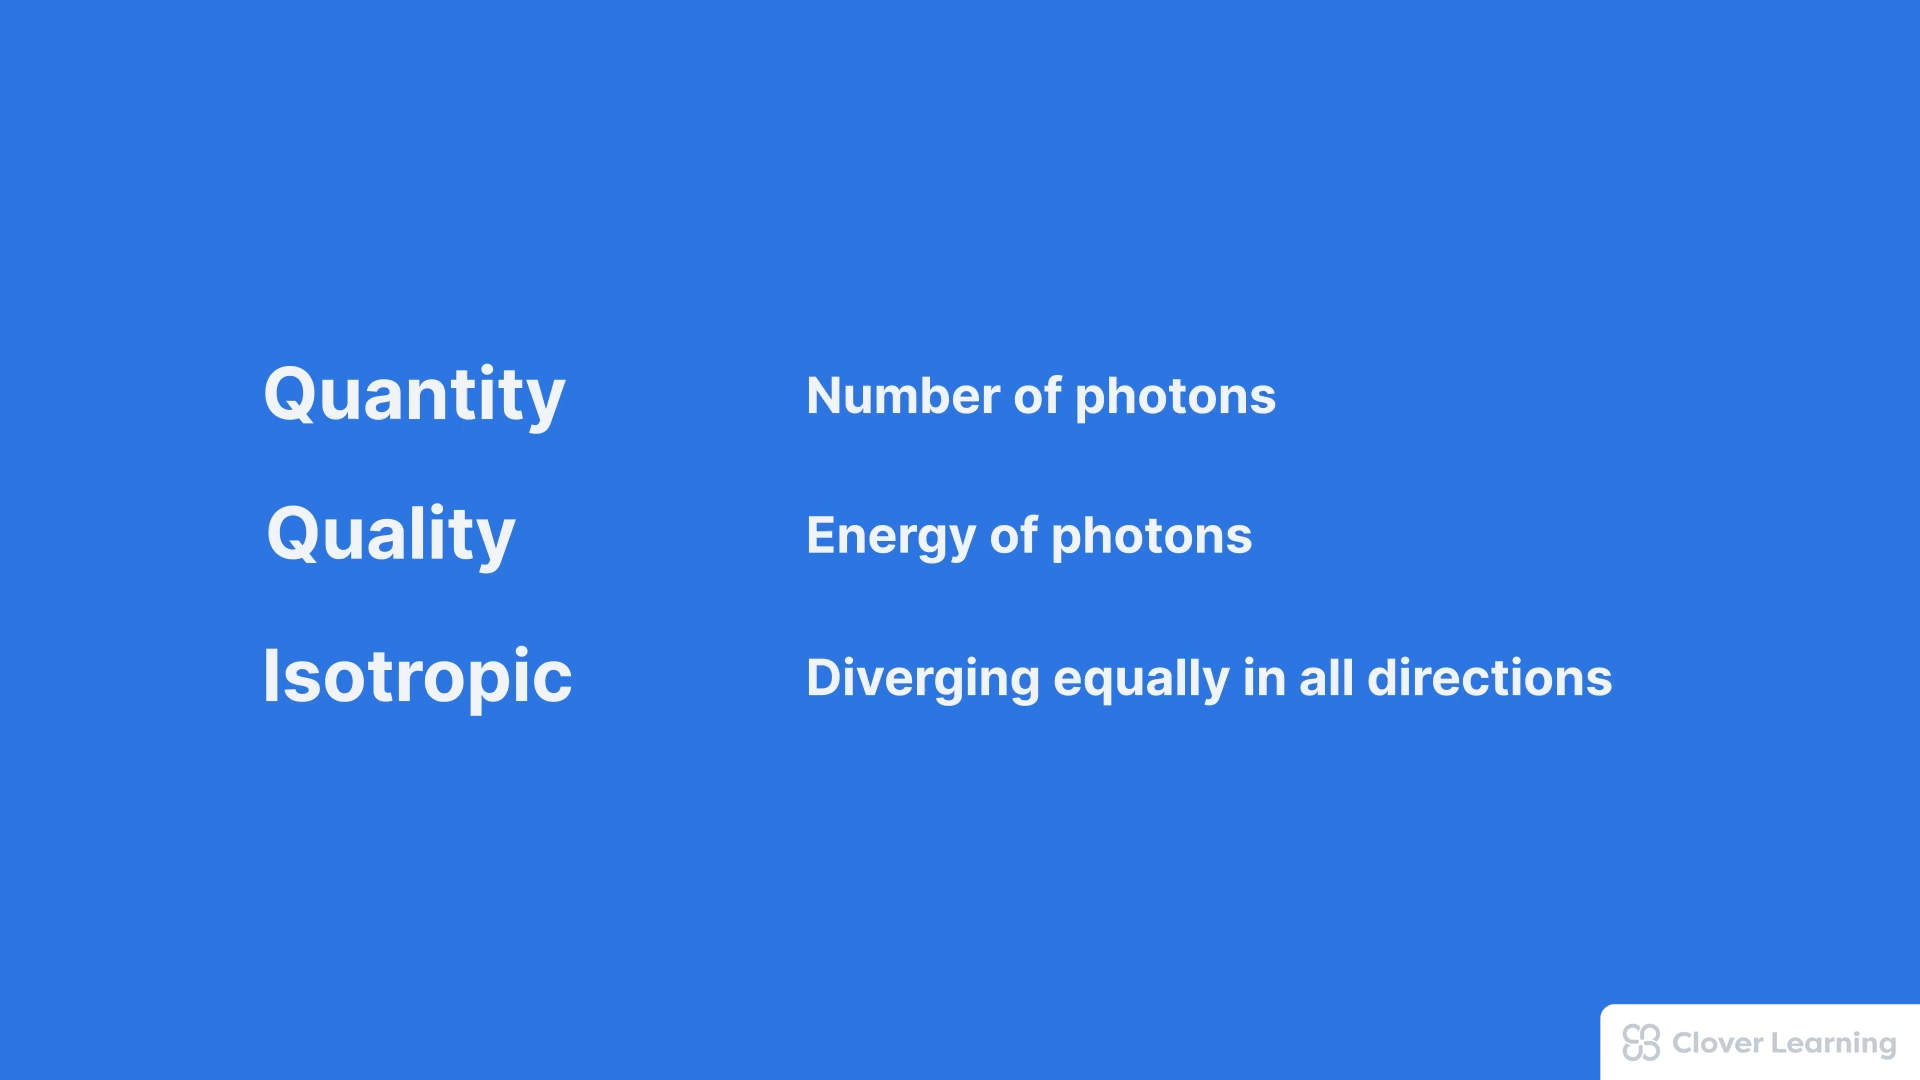 Quantity Number of photons
Quality Energy of photons
Isotropic Diverging equally in all directions
Clover Learning